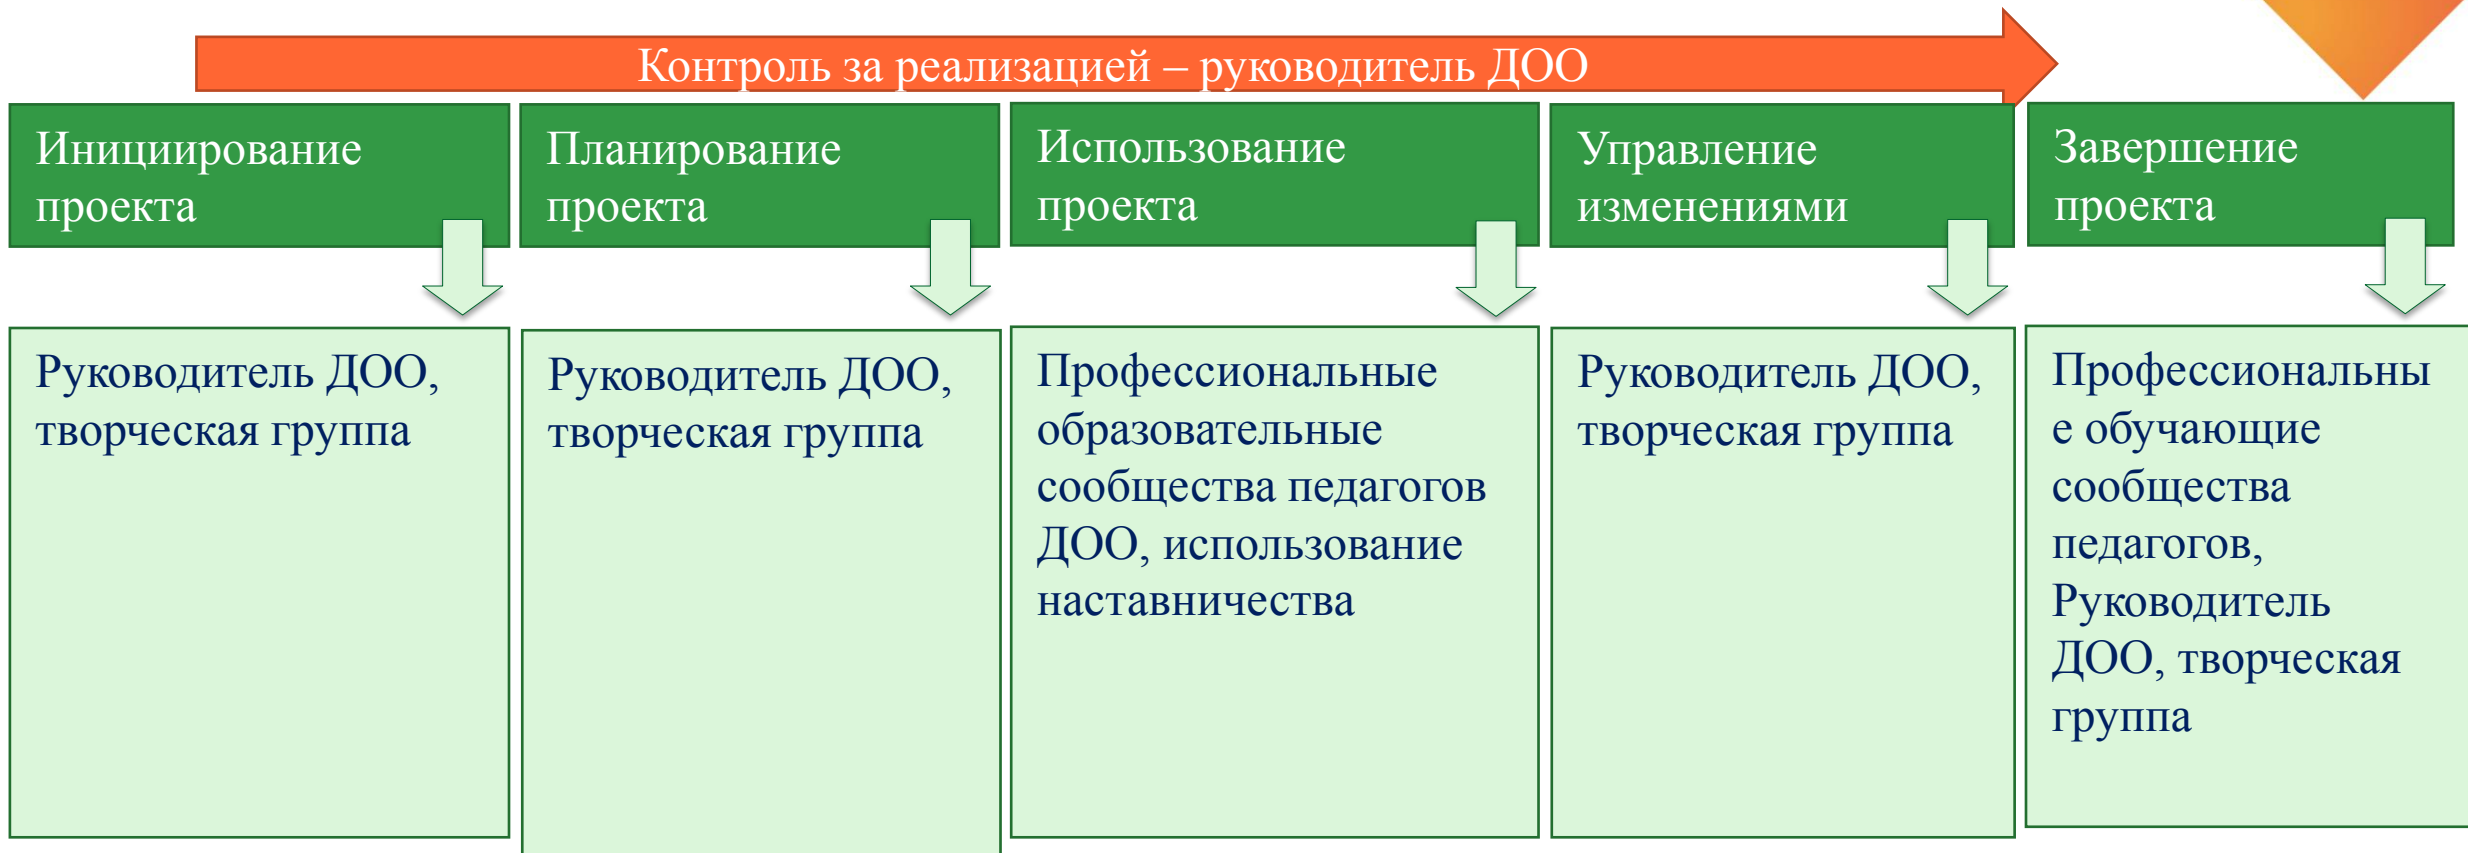 Контроль за реализацией – руководитель ДОО
Инициирование
проекта
Планирование
проекта
Использование
проекта
Управление
изменениями
Завершение
проекта
Руководитель ДОО,
творческая группа
Руководитель ДОО,
творческая группа
Профессиональные
образовательные
сообщества педагогов
ДОО, использование
наставничества
Руководитель ДОО,
творческая группа
Профессиональны
е обучающие
сообщества
педагогов,
Руководитель
ДОО, творческая
группа